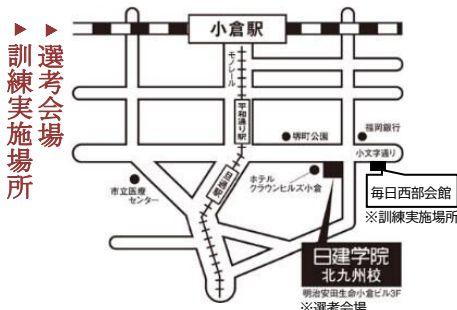 ▶選考会場
▶訓練実施場所
小倉駅
モノレール
平和通り駅
旦過駅
堺町公園
福岡銀行
小文字通り
市立医療
センター
ホテル
クラウンヒルズ小倉
毎日西部会館
※訓練実施場所
日建学院
北九州校
明治安田生命小倉ビル3F
※選考会場